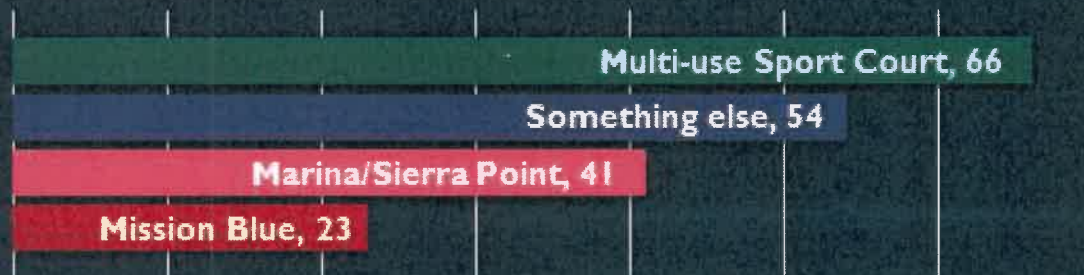 Multi-use Sport Court, 66
Something else, 54
Marina/Sierra Point, 41
Mission Blue, 23